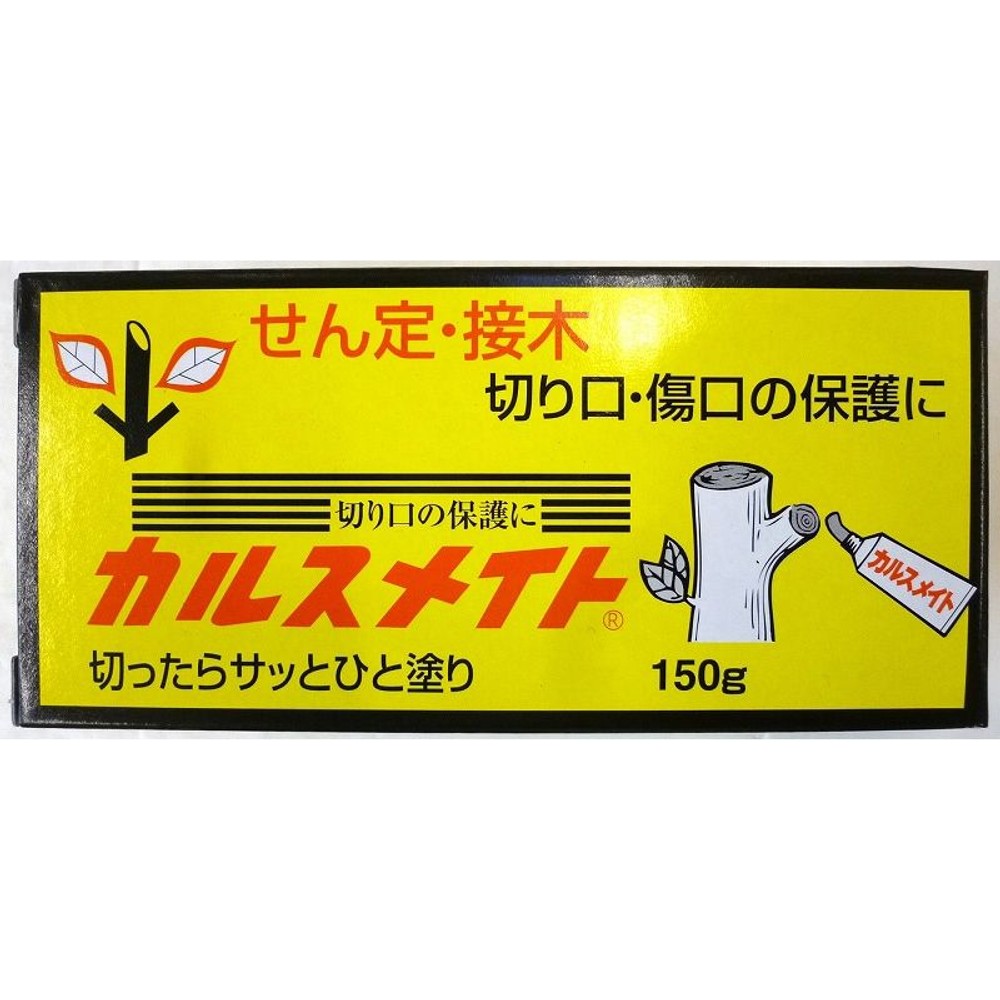 せん定・接木
切り口・傷口の保護に
切り口の保護に
カルスメイト®
カルスメイト
切ったらサッとひと塗り
150g